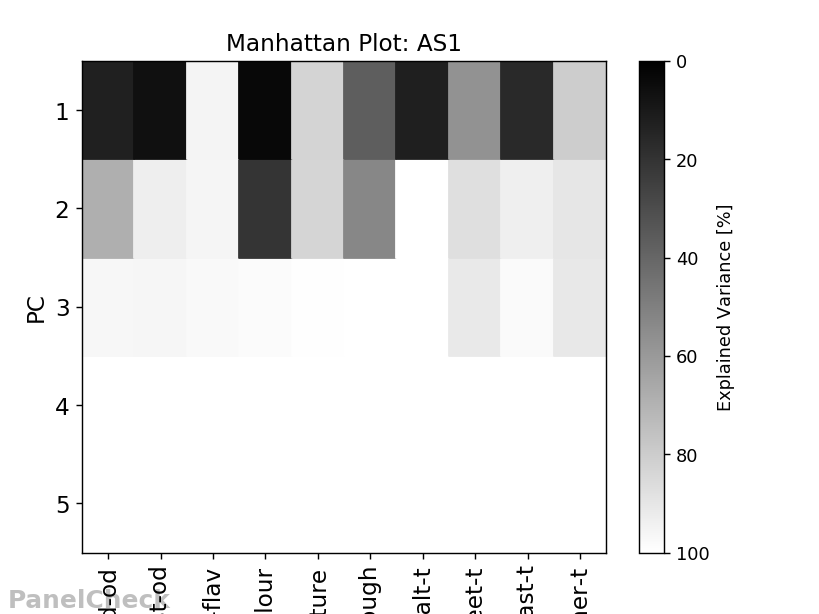 Manhattan Plot: AS1
PC
1
2
3
4
5
d-od
t-od
-flav
lour
ture
ough
alt-t
eet-t
ast-t
ner-t
0
20
40
60
80
100
Explained Variance [%]
PanelCheck